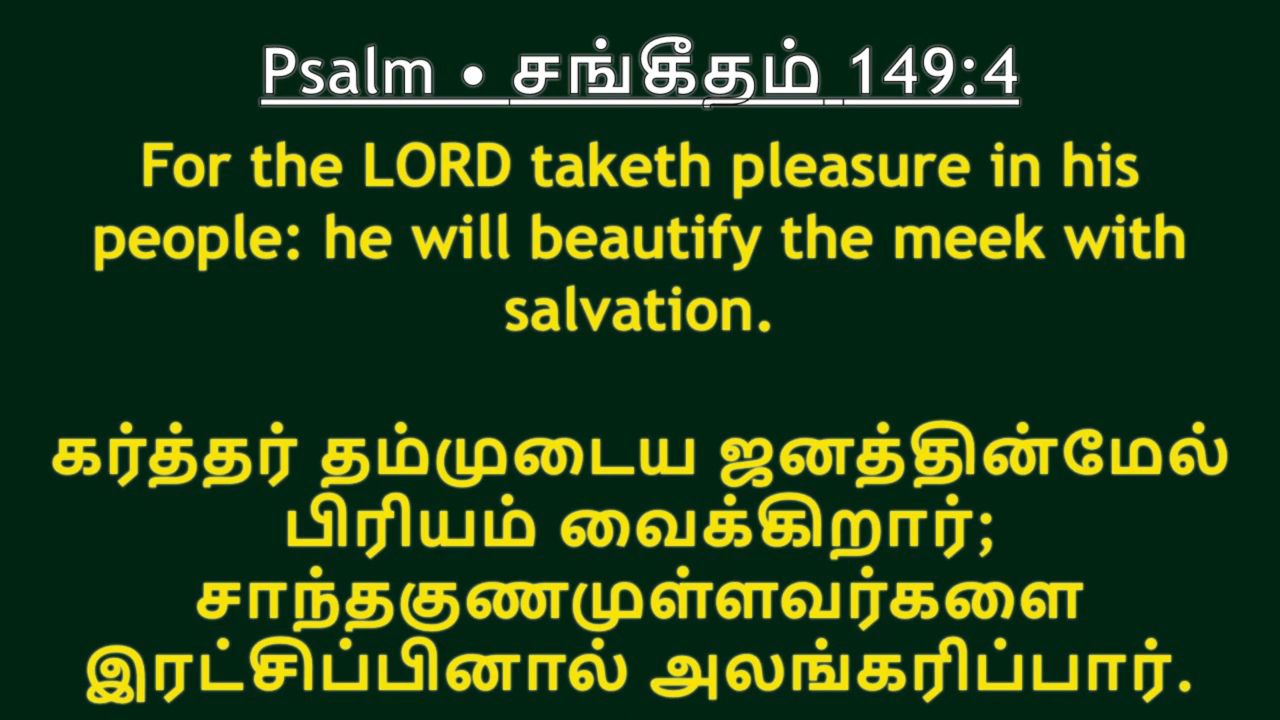 Psalm • சங்கீதம் 149:4
For the LORD taketh pleasure in his
people: he will beautify the meek with
salvation.
கர்த்தர் தம்முடைய ஜனத்தின்மேல்
பிரியம் வைக்கிறார்;
சாந்தகுணமுள்ளவர்களை
இரட்சிப்பினால் அலங்கரிப்பார்.